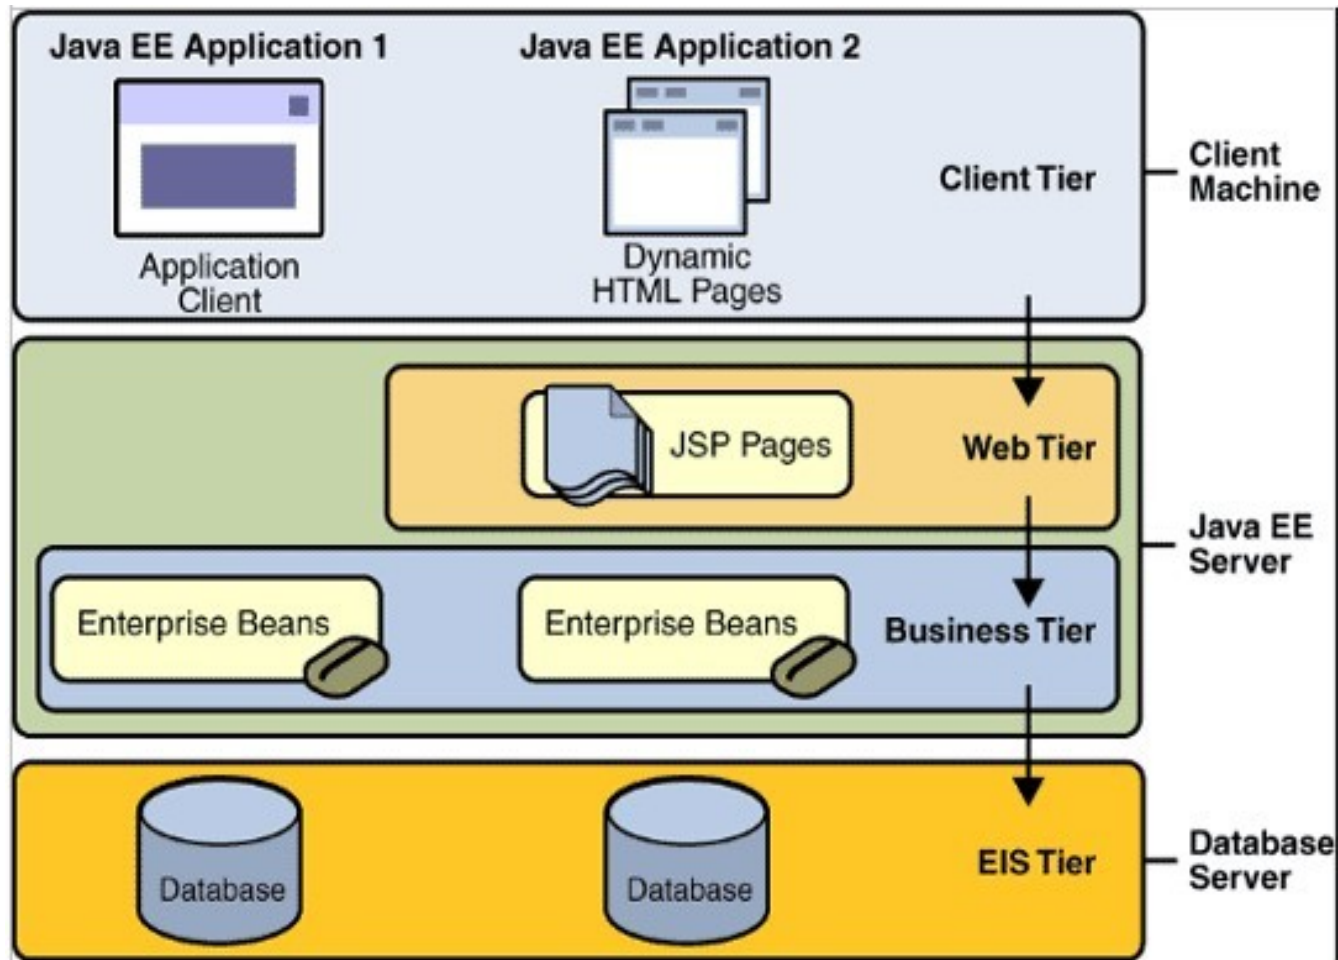 Java EE Application 1
Java EE Application 2
Application
Client
Dynamic
HTML Pages
Client Tier
Client
Machine
JSP Pages
Web Tier
Java EE
Server
Enterprise Beans
Enterprise Beans
Business Tier
Database
Database
EIS Tier
Database
Server